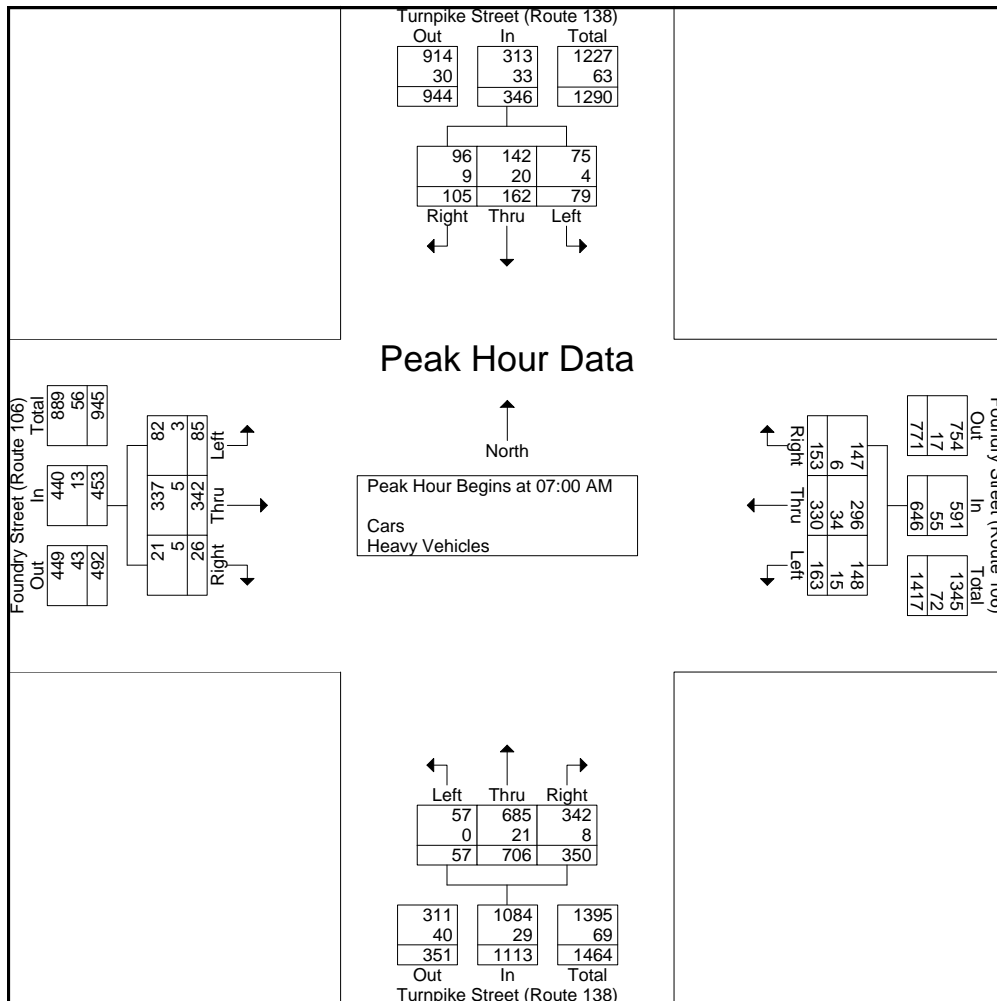 Turnpike Street (Route 138)
Out In Total
914 313 1227
30 33 63
944 346 1290
96 142 75
9 20 4
105 162 79
Right Thru Left
Peak Hour Data
North
Peak Hour Begins at 07:00 AM
Cars
Heavy Vehicles
Foundry Street (Route 106)
Total In Out
889 440 449
56 13 43
945 453 492
82 337 21
3 5 5
85 342 26
Left Thru Right
Foundry Street (Route 106)
Out In Total
754 591 1345
17 55 72
771 646 1417
147 296 148
6 34 15
153 330 163
Right Thru Left
Left Thru Right
57 685 342
0 21 8
57 706 350
311 1084 1395
40 29 69
351 1113 1464
Out In Total
Turnpike Street (Route 138)